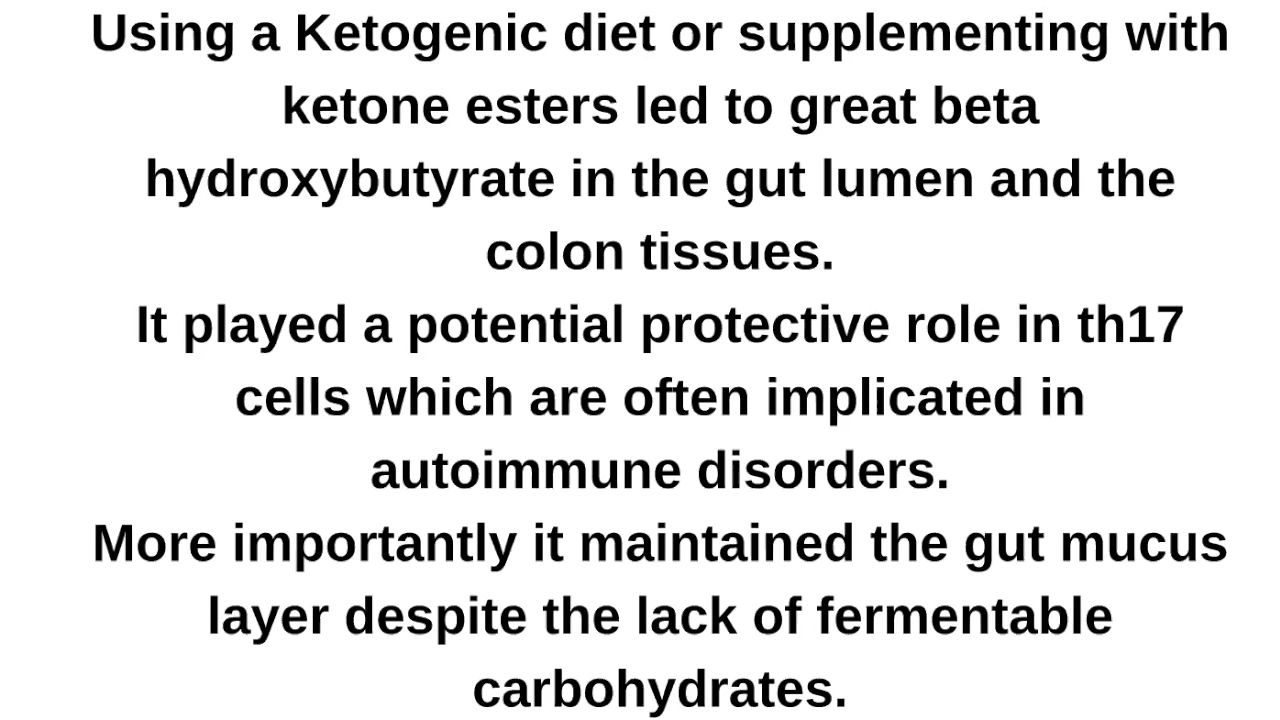 Using a Ketogenic diet or supplementing with
ketone esters led to great beta
hydroxybutyrate in the gut lumen and the
colon tissues.
It played a potential protective role in th17
cells which are often implicated in
autoimmune disorders.
More importantly it maintained the gut mucus
layer despite the lack of fermentable
carbohydrates.